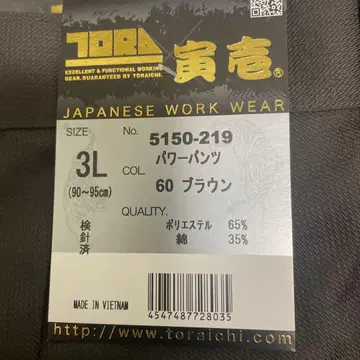 TORA
EXCELLENT & FUNCTIONAL WORKING
GEAR. GUARANTEED BY TORAICHI.
寅壱®
JAPANESE WORK WEAR
SIZE
3L
(90～95cm)
検針済
No. 5150-219
パワーパンツ
COL.
60 ブラウン
QUALITY.
ポリエステル 65%
綿 35%
MADE IN VIETNAM
4547487728035
http://www.toraichi.com